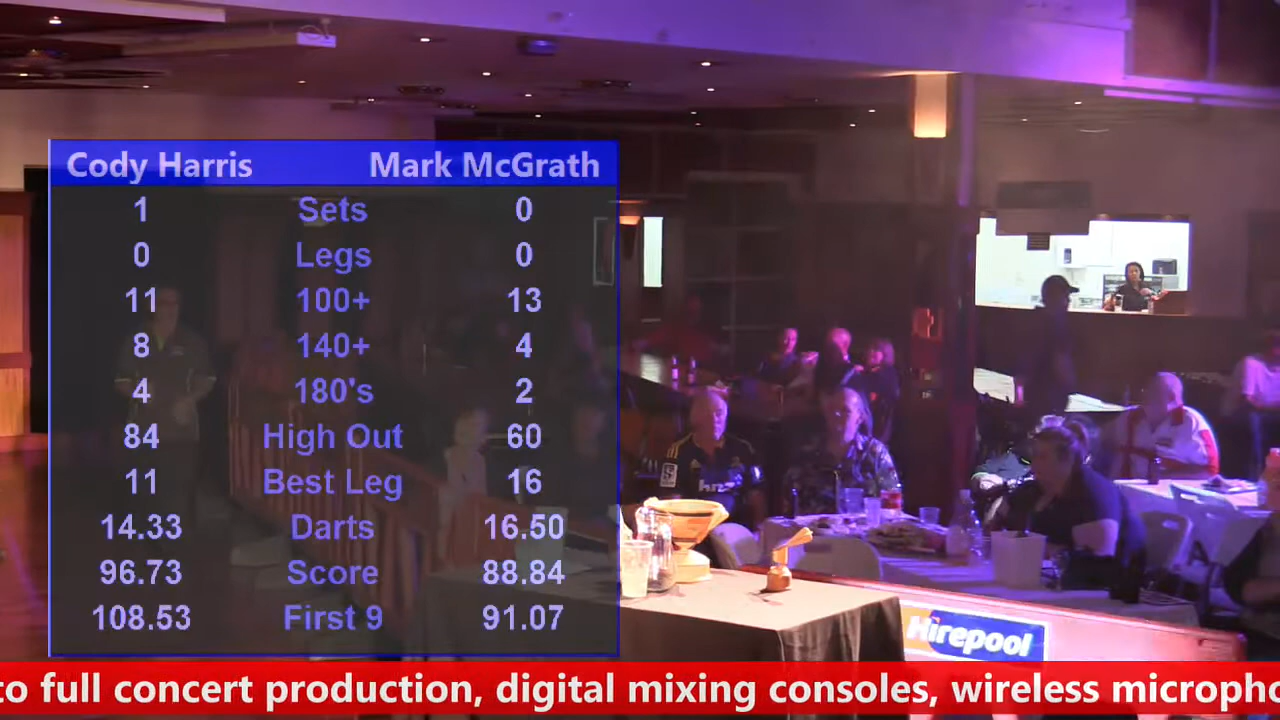 Cody Harris Mark McGrath
1 Sets 0
0 Legs 0
11 100+ 13
8 140+ 4
4 180's 2
84 High Out 60
11 Best Leg 16
14.33 Darts 16.50
96.73 Score 88.84
108.53 First 9 91.07
Hirepool
to full concert production, digital mixing consoles, wireless micropho